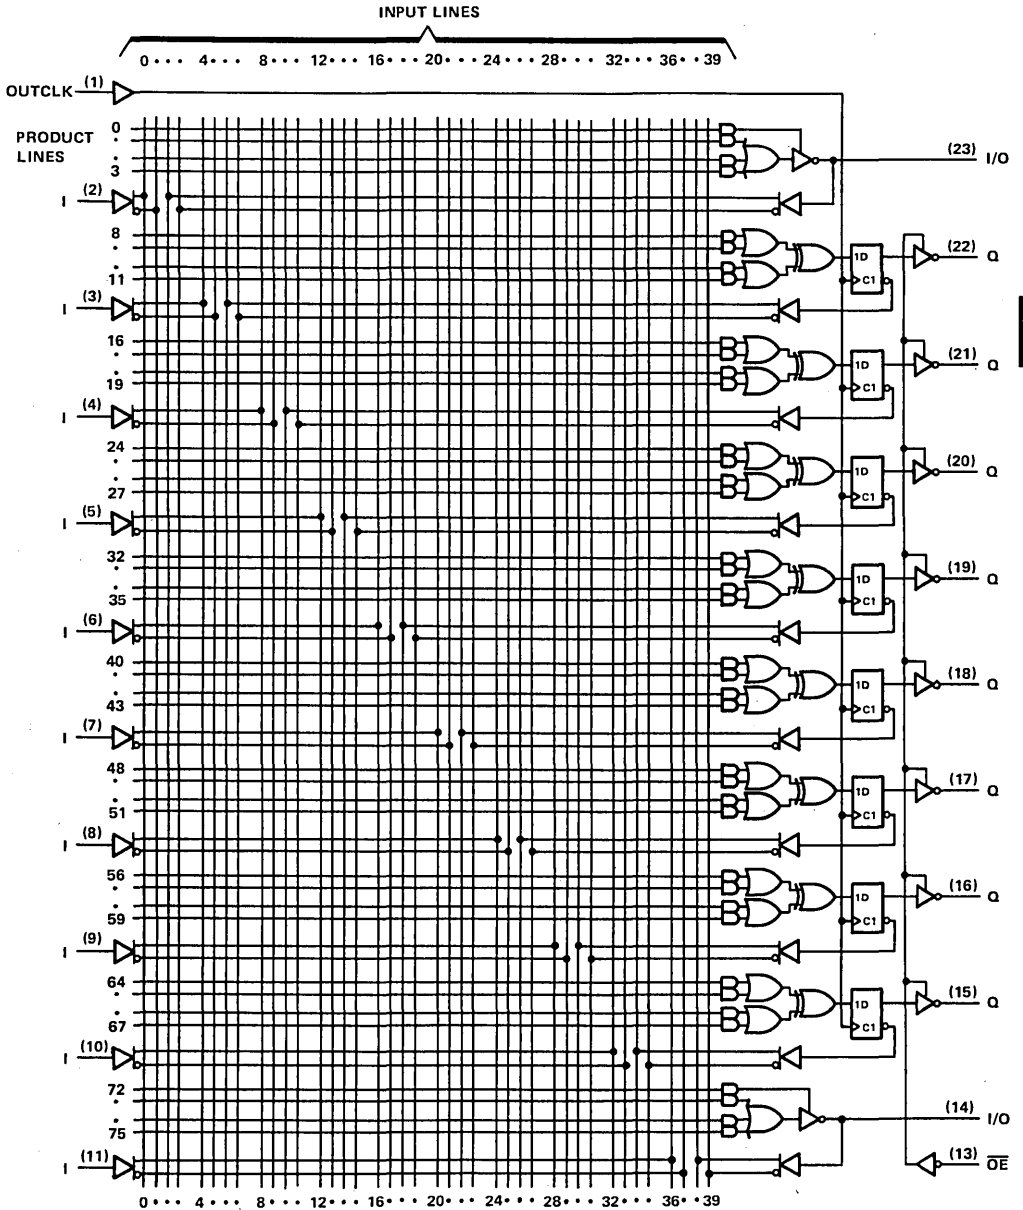 INPUT LINES
0 • • • 4 • • • 8 • • • 12 • • • 16 • • • 20 • • • 24 • • • 28 • • • 32 • • • 36 • • 39
OUTCLK (1)
PRODUCT LINES
0
•
•
3
(23) I/O
I (2)
8
•
•
11
1D
C1
(22) Q
I (3)
16
•
•
19
1D
C1
(21) Q
I (4)
24
•
•
27
1D
C1
(20) Q
I (5)
32
•
•
35
1D
C1
(19) Q
I (6)
40
•
•
43
1D
C1
(18) Q
I (7)
48
•
•
51
1D
C1
(17) Q
I (8)
56
•
•
59
1D
C1
(16) Q
I (9)
64
•
•
67
1D
C1
(15) Q
I (10)
72
•
•
75
(14) I/O
I (11)
(13) O̅E̅
0 • • • 4 • • • 8 • • • 12 • • • 16 • • • 20 • • • 24 • • • 28 • • • 32 • • • 36 • • 39